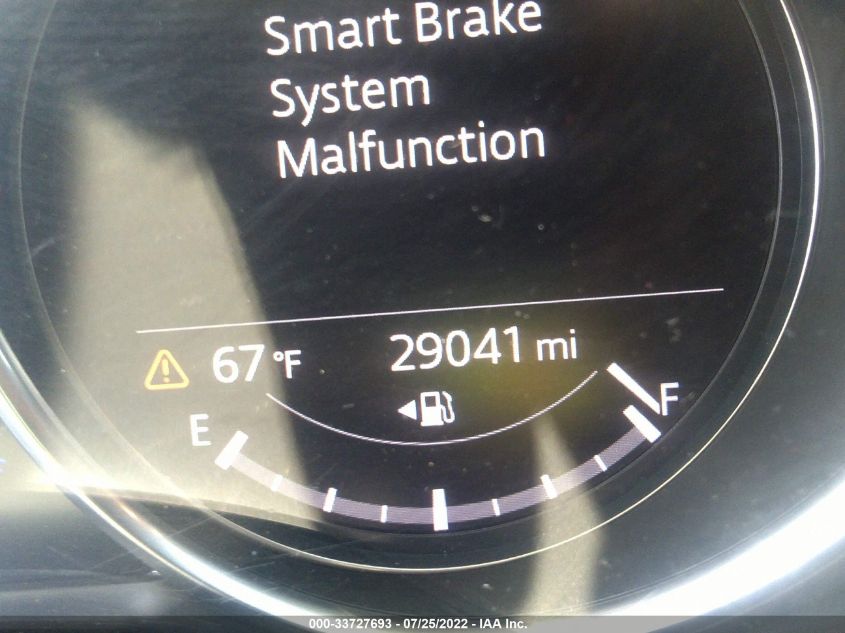 Smart Brake
System
Malfunction
67 °F 29041 mi
E F
000-33727693 - 07/25/2022 - IAA Inc.